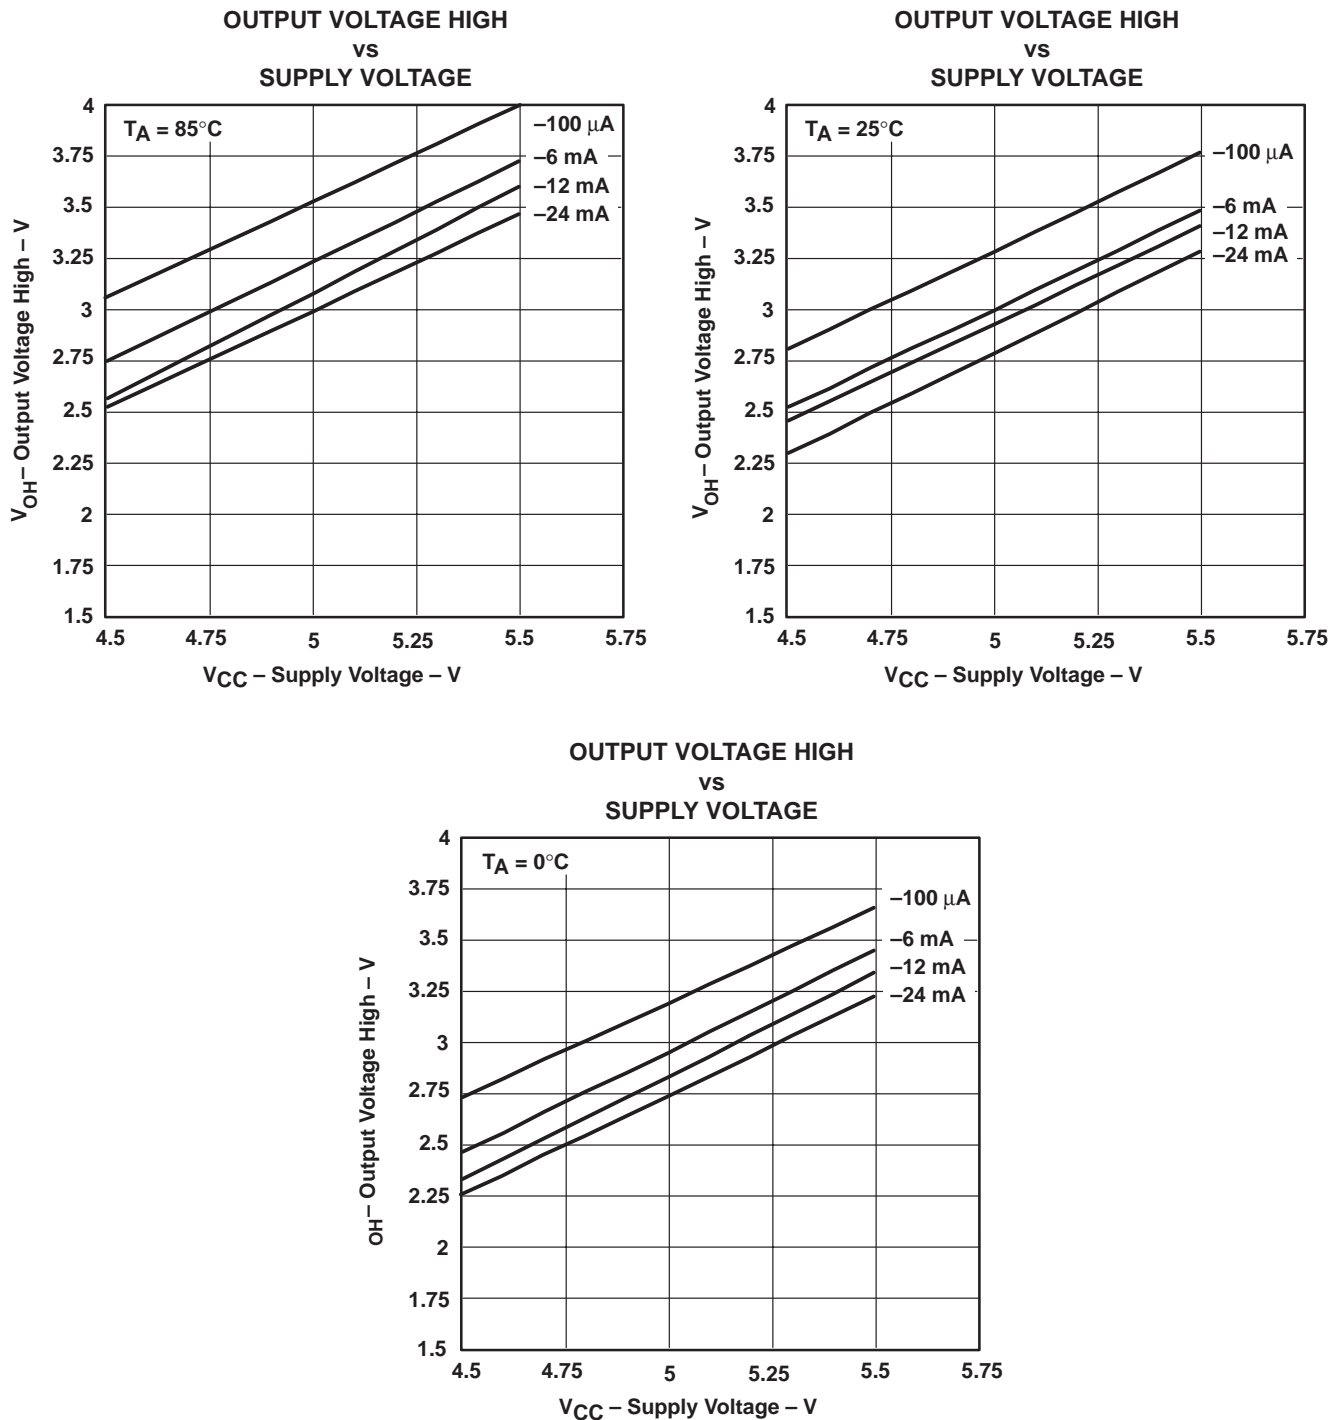 OUTPUT VOLTAGE HIGH
vs
SUPPLY VOLTAGE
TA = 85°C
–100 μA
–6 mA
–12 mA
–24 mA
4
3.75
3.5
3.25
3
2.75
2.5
2.25
2
1.75
1.5
4.5 4.75 5 5.25 5.5 5.75
VOH – Output Voltage High – V
VCC – Supply Voltage – V
OUTPUT VOLTAGE HIGH
vs
SUPPLY VOLTAGE
TA = 25°C
–100 μA
–6 mA
–12 mA
–24 mA
4
3.75
3.5
3.25
3
2.75
2.5
2.25
2
1.75
1.5
4.5 4.75 5 5.25 5.5 5.75
VOH – Output Voltage High – V
VCC – Supply Voltage – V
OUTPUT VOLTAGE HIGH
vs
SUPPLY VOLTAGE
TA = 0°C
–100 μA
–6 mA
–12 mA
–24 mA
4
3.75
3.5
3.25
3
2.75
2.5
2.25
2
1.75
1.5
4.5 4.75 5 5.25 5.5 5.75
OH – Output Voltage High – V
VCC – Supply Voltage – V